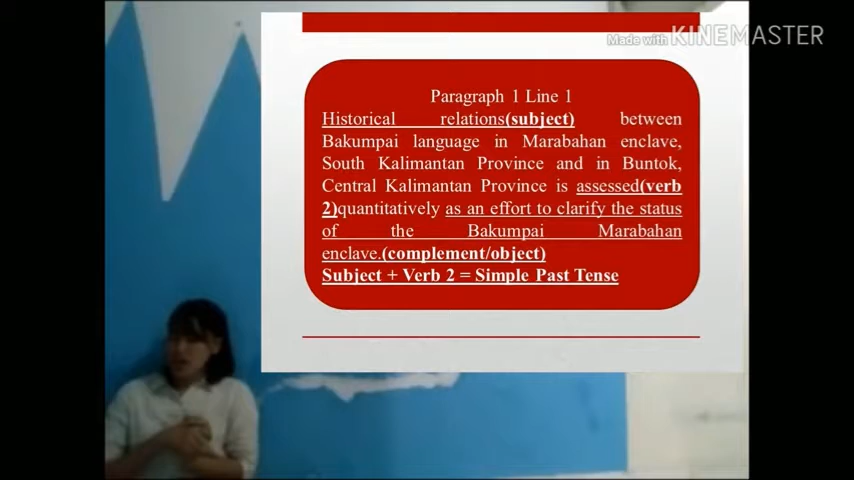 Made with KINEMASTER
Paragraph 1 Line 1
Historical relations(subject) between
Bakumpai language in Marabahan enclave,
South Kalimantan Province and in Buntok,
Central Kalimantan Province is assessed(verb
2)quantitatively as an effort to clarify the status
of the Bakumpai Marabahan
enclave.(complement/object)
Subject + Verb 2 = Simple Past Tense